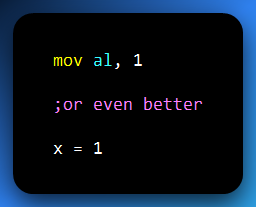 mov al, 1
;or even better
x = 1